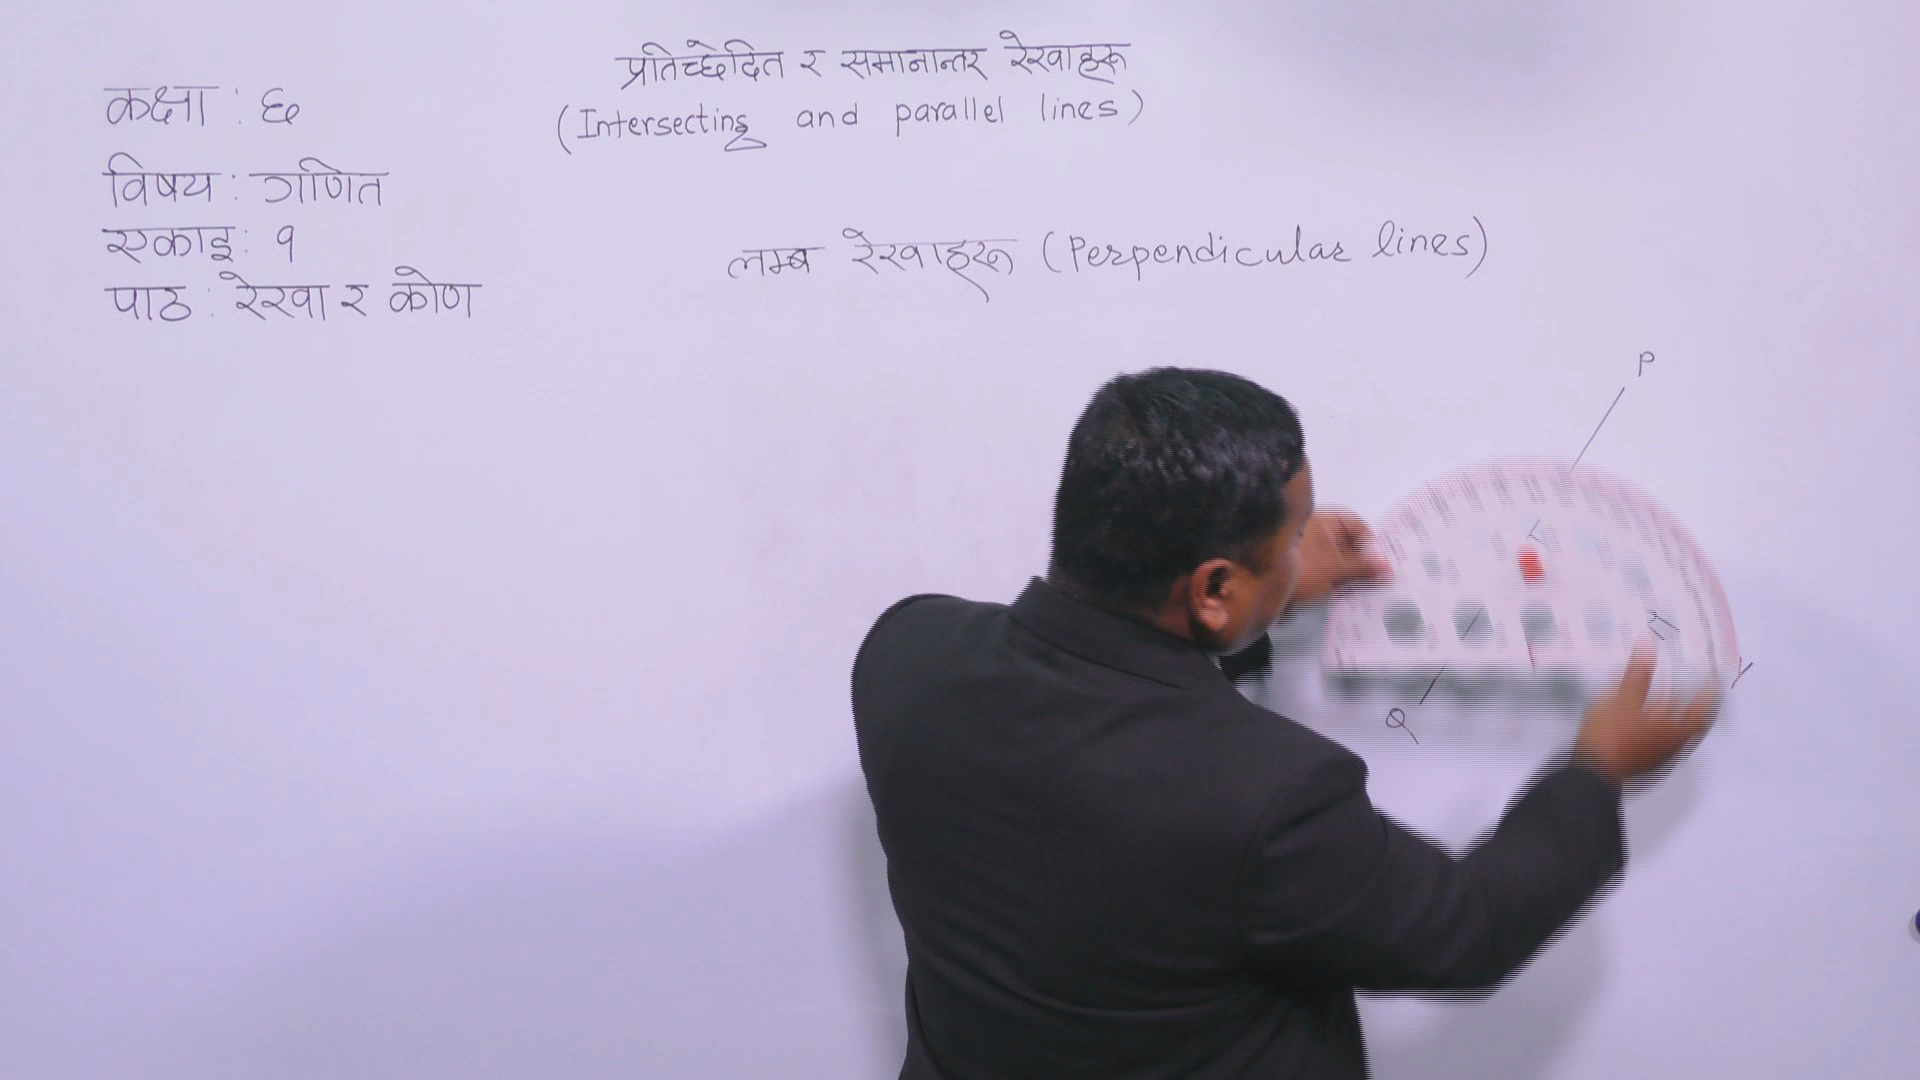 प्रतिच्छेदित र समानान्तर रेखाहरू
(Intersecting and parallel lines)
कक्षा : ६
विषय : गणित
एकाइ : १
पाठ : रेखा र कोण
लम्ब रेखाहरू (Perpendicular lines)
P
Q
Y